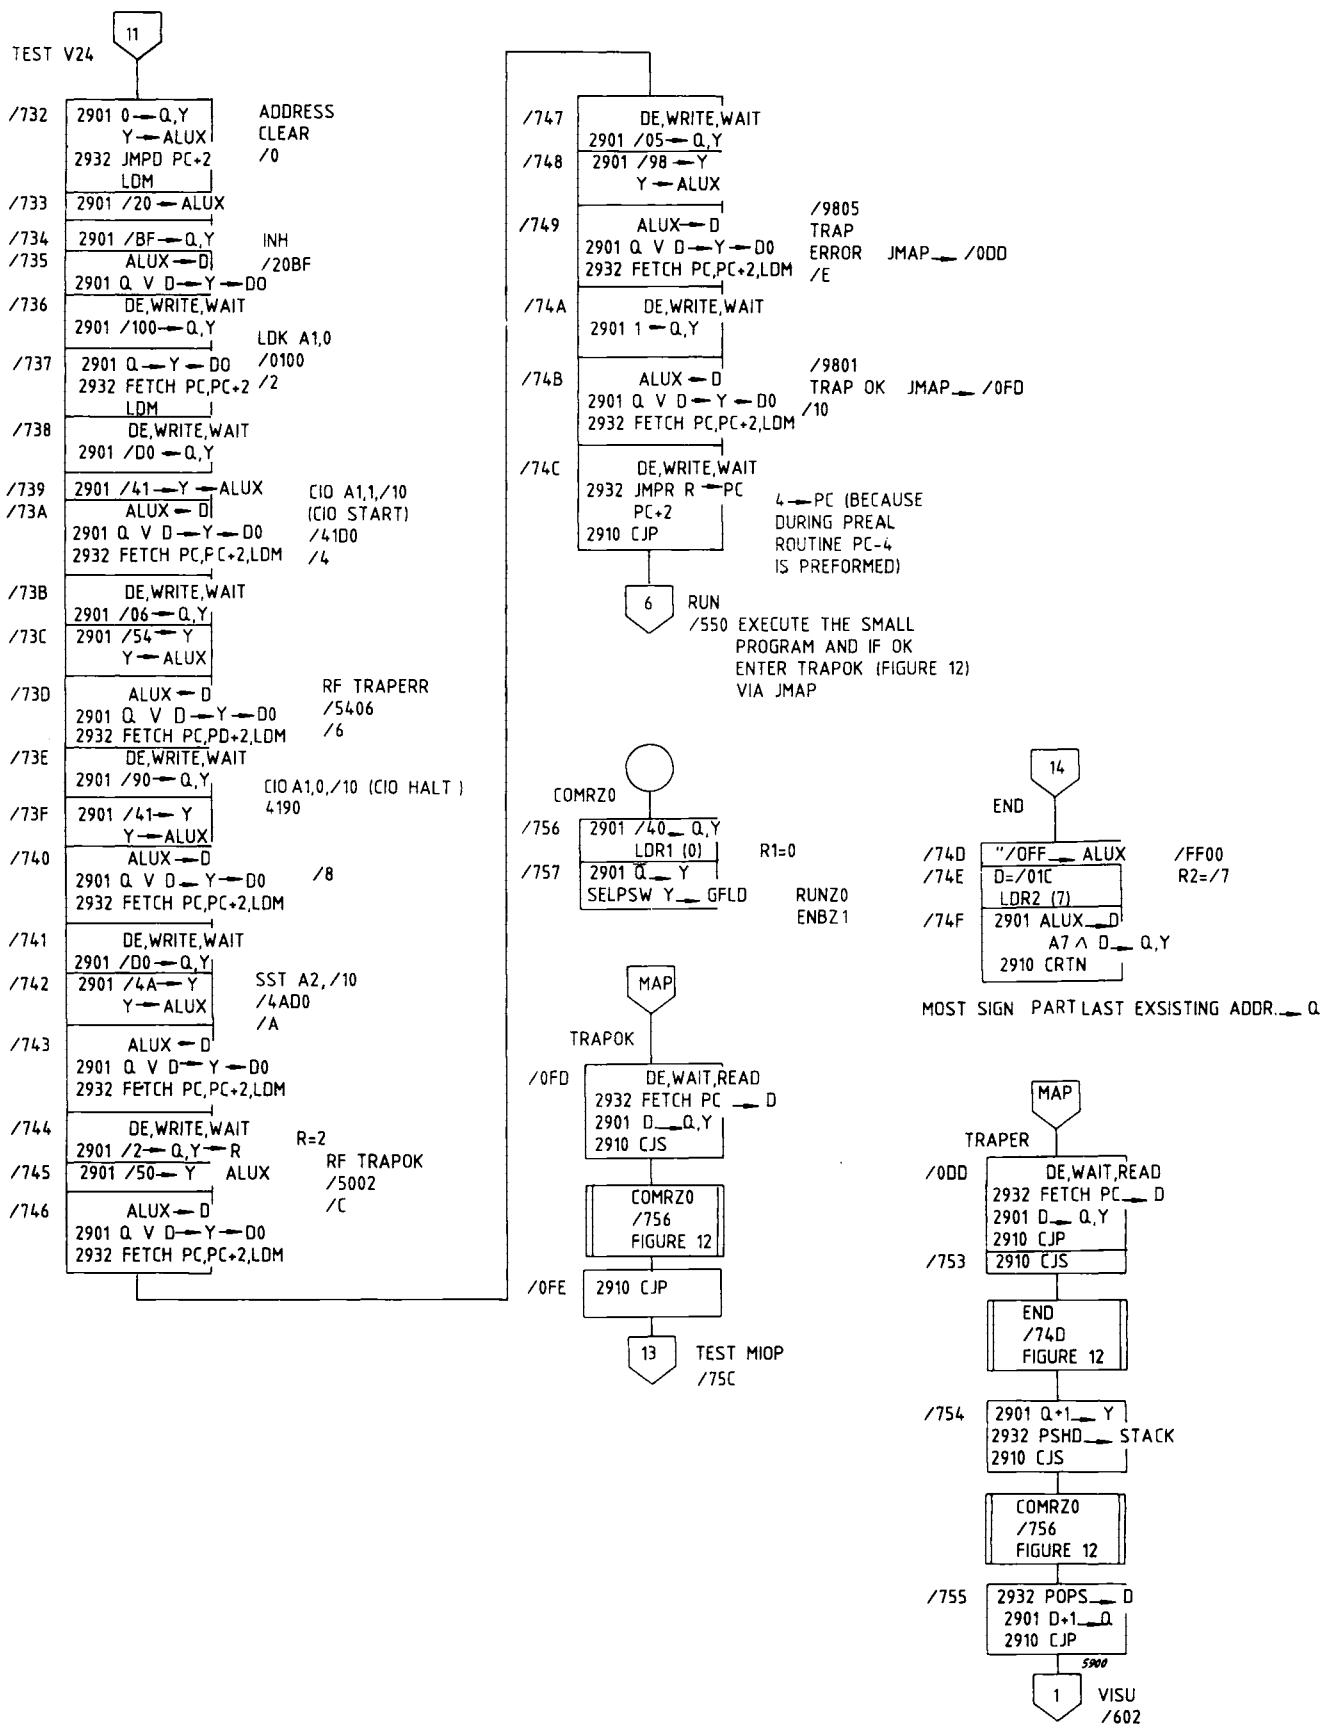 11
TEST V24
/732 2901 0→Q,Y ADDRESS
Y→ALUX CLEAR
2932 JMPD PC+2 /0
LDM
/733 2901 /20→ALUX
/734 2901 /BF→Q,Y INH
/735 ALUX→D /20BF
2901 Q V D→Y→D0
/736 DE,WRITE,WAIT
2901 /100→Q,Y
LDK A1,0
/737 2901 Q→Y→D0 /0100
2932 FETCH PC,PC+2 /2
LDM
/738 DE,WRITE,WAIT
2901 /D0→Q,Y
/739 2901 /41→Y→ALUX CIO A1,1,/10
/73A ALUX→D (CIO START)
2901 Q V D→Y→D0 /41D0
2932 FETCH PC,PC+2,LDM /4
/73B DE,WRITE,WAIT
2901 /06→Q,Y
/73C 2901 /54→Y
Y→ALUX
/73D ALUX→D RF TRAPERR
2901 Q V D→Y→D0 /5406
2932 FETCH PC,PD+2,LDM /6
/73E DE,WRITE,WAIT
2901 /90→Q,Y CIO A1,0,/10 (CIO HALT )
/73F 2901 /41→Y 4190
Y→ALUX
/740 ALUX→D
2901 Q V D→Y→D0 /8
2932 FETCH PC,PC+2,LDM
/741 DE,WRITE,WAIT
2901 /D0→Q,Y
/742 2901 /4A→Y SST A2,/10
Y→ALUX /4AD0
/A
/743 ALUX→D
2901 Q V D→Y→D0
2932 FETCH PC,PC+2,LDM
/744 DE,WRITE,WAIT
2901 /2→Q,Y→R R=2
/745 2901 /50→Y ALUX RF TRAPOK
/5002
/746 ALUX→D /C
2901 Q V D→Y→D0
2932 FETCH PC,PC+2,LDM
/747 DE,WRITE,WAIT
2901 /05→Q,Y
/748 2901 /98→Y
Y→ALUX
/9805
/749 ALUX→D TRAP
2901 Q V D→Y→D0 ERROR JMAP→/0DD
2932 FETCH PC,PC+2,LDM /E
/74A DE,WRITE,WAIT
2901 1→Q,Y
/9801
/74B ALUX→D TRAP OK JMAP→/0FD
2901 Q V D→Y→D0 /10
2932 FETCH PC,PC+2,LDM
/74C DE,WRITE,WAIT
2932 JMPR R→PC 4→PC (BECAUSE
PC+2 DURING PREAL
2910 CJP ROUTINE PC-4
IS PREFORMED)
6 RUN
/550 EXECUTE THE SMALL
PROGRAM AND IF OK
ENTER TRAPOK (FIGURE 12)
VIA JMAP
COMRZ0
/756 2901 /40→Q,Y
LDR1 (0) R1=0
/757 2901 Q̅→Y
SELPSW Y→GFLD RUNZ0
ENBZ1
MAP
TRAPOK
/0FD DE,WAIT,READ
2932 FETCH PC→D
2901 D→Q,Y
2910 CJS
COMRZ0
/756
FIGURE 12
/0FE 2910 CJP
13 TEST MIOP
/75C
14
END
/74D "/OFF→ALUX /FF00
/74E D=/01C R2=/7
LDR2 (7)
/74F 2901 ALUX→D
A7 ∧ D→Q,Y
2910 CRTN
MOST SIGN PART LAST EXSISTING ADDR.→Q
MAP
TRAPER
/0DD DE,WAIT,READ
2932 FETCH PC→D
2901 D→Q,Y
2910 CJP
/753 2910 CJS
END
/74D
FIGURE 12
/754 2901 Q+1→Y
2932 PSHD→STACK
2910 CJS
COMRZ0
/756
FIGURE 12
/755 2932 POPS→D
2901 D+1→Q
2910 CJP
5900
1 VISU
/602